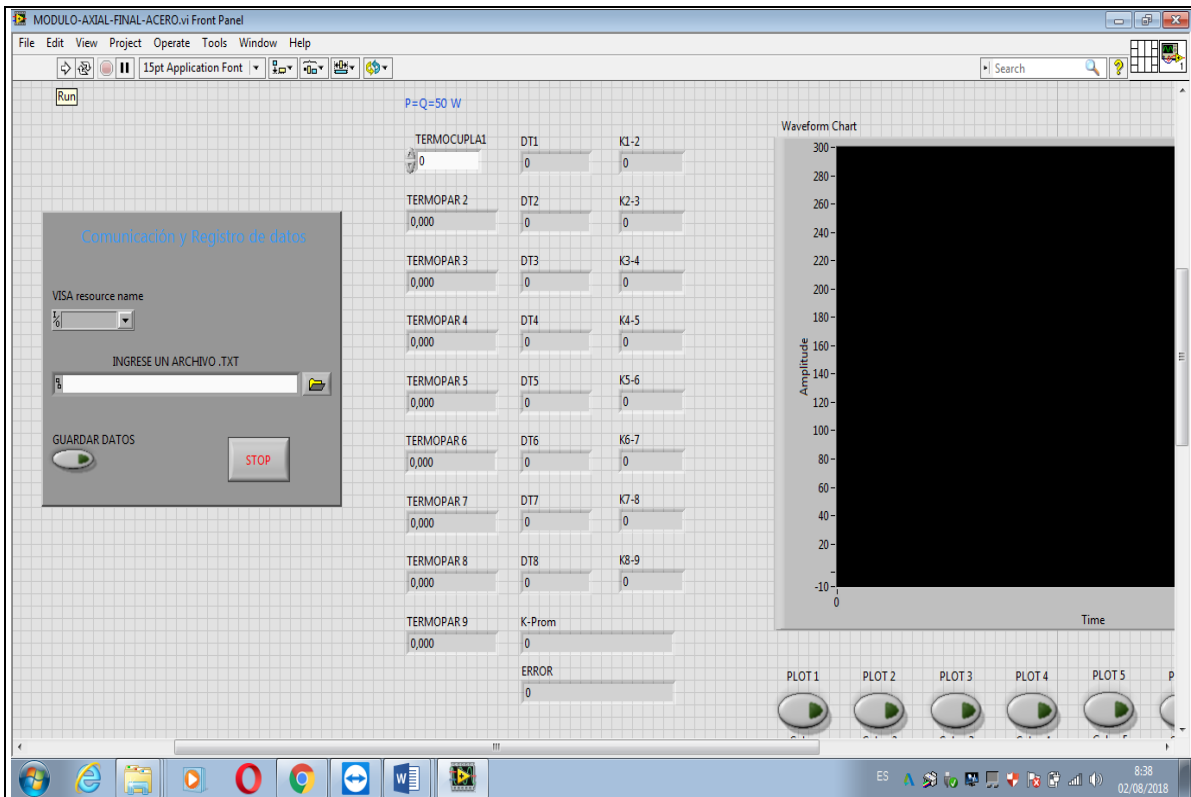 MODULO-AXIAL-FINAL-ACERO.vi Front Panel
File Edit View Project Operate Tools Window Help
15pt Application Font
Search
Run
P=Q=50 W
Comunicación y Registro de datos
VISA resource name
INGRESE UN ARCHIVO .TXT
GUARDAR DATOS
STOP
TERMOCUPLA1 DT1 K1-2
0 0 0
TERMOPAR 2 DT2 K2-3
0,000 0 0
TERMOPAR 3 DT3 K3-4
0,000 0 0
TERMOPAR 4 DT4 K4-5
0,000 0 0
TERMOPAR 5 DT5 K5-6
0,000 0 0
TERMOPAR 6 DT6 K6-7
0,000 0 0
TERMOPAR 7 DT7 K7-8
0,000 0 0
TERMOPAR 8 DT8 K8-9
0,000 0 0
TERMOPAR 9 K-Prom
0,000 0
ERROR
0
Waveform Chart
300
280
260
240
220
200
180
160
140
120
100
80
60
40
20
-10
Amplitude
0
Time
PLOT 1 PLOT 2 PLOT 3 PLOT 4 PLOT 5 P
ES
8:38
02/08/2018